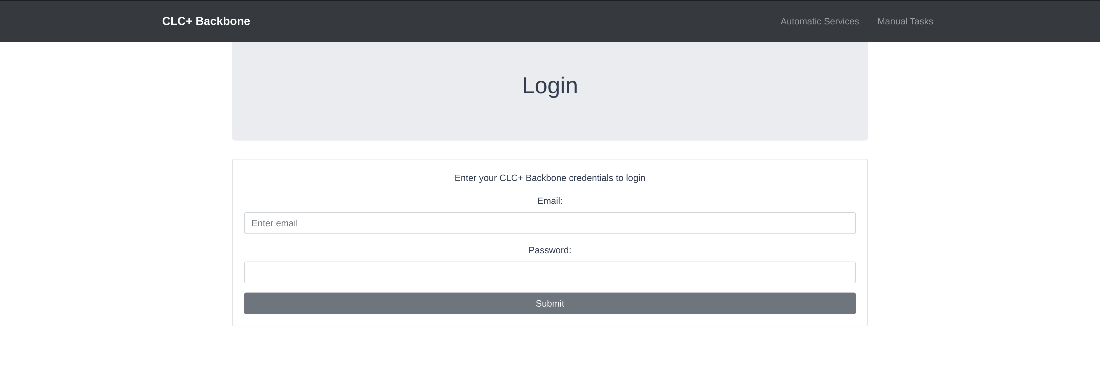 CLC+ Backbone
Automatic Services
Manual Tasks
Login
Enter your CLC+ Backbone credentials to login
Email:
Enter email
Password:
Submit